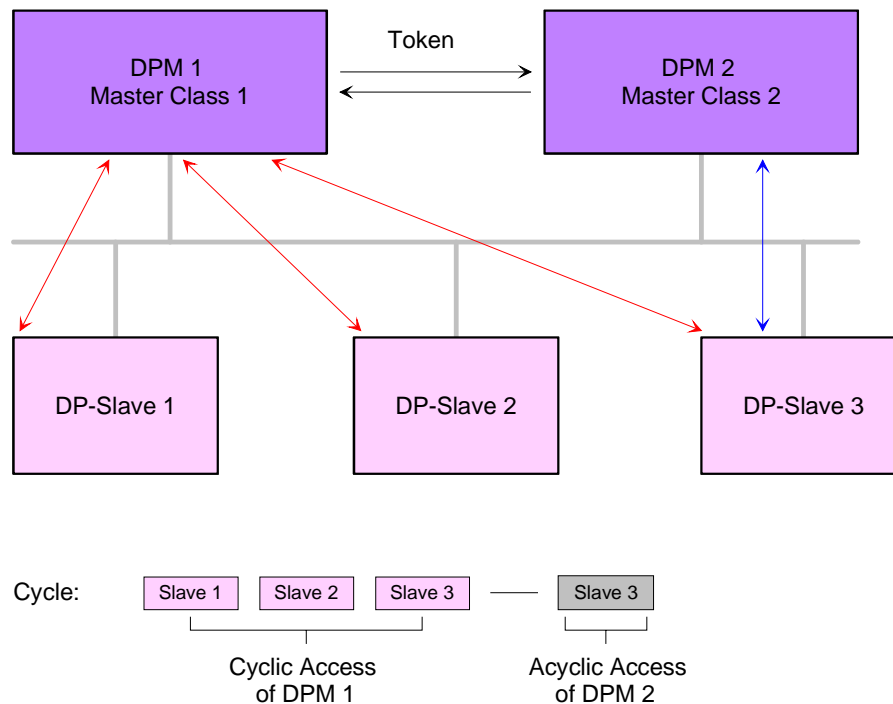 Token
DPM 1
Master Class 1
DPM 2
Master Class 2
DP-Slave 1
DP-Slave 2
DP-Slave 3
Cycle:
Slave 1
Slave 2
Slave 3
Slave 3
Cyclic Access
of DPM 1
Acyclic Access
of DPM 2